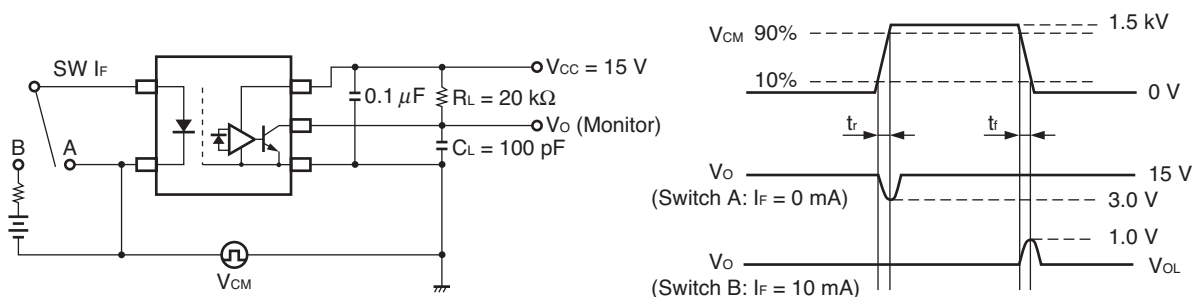 SW IF
B
A
0.1 μF
VCC = 15 V
RL = 20 kΩ
VO (Monitor)
CL = 100 pF
VCM
VCM 90%
10%
1.5 kV
0 V
tr
tf
VO
(Switch A: IF = 0 mA)
15 V
3.0 V
1.0 V
VO
(Switch B: IF = 10 mA)
VOL